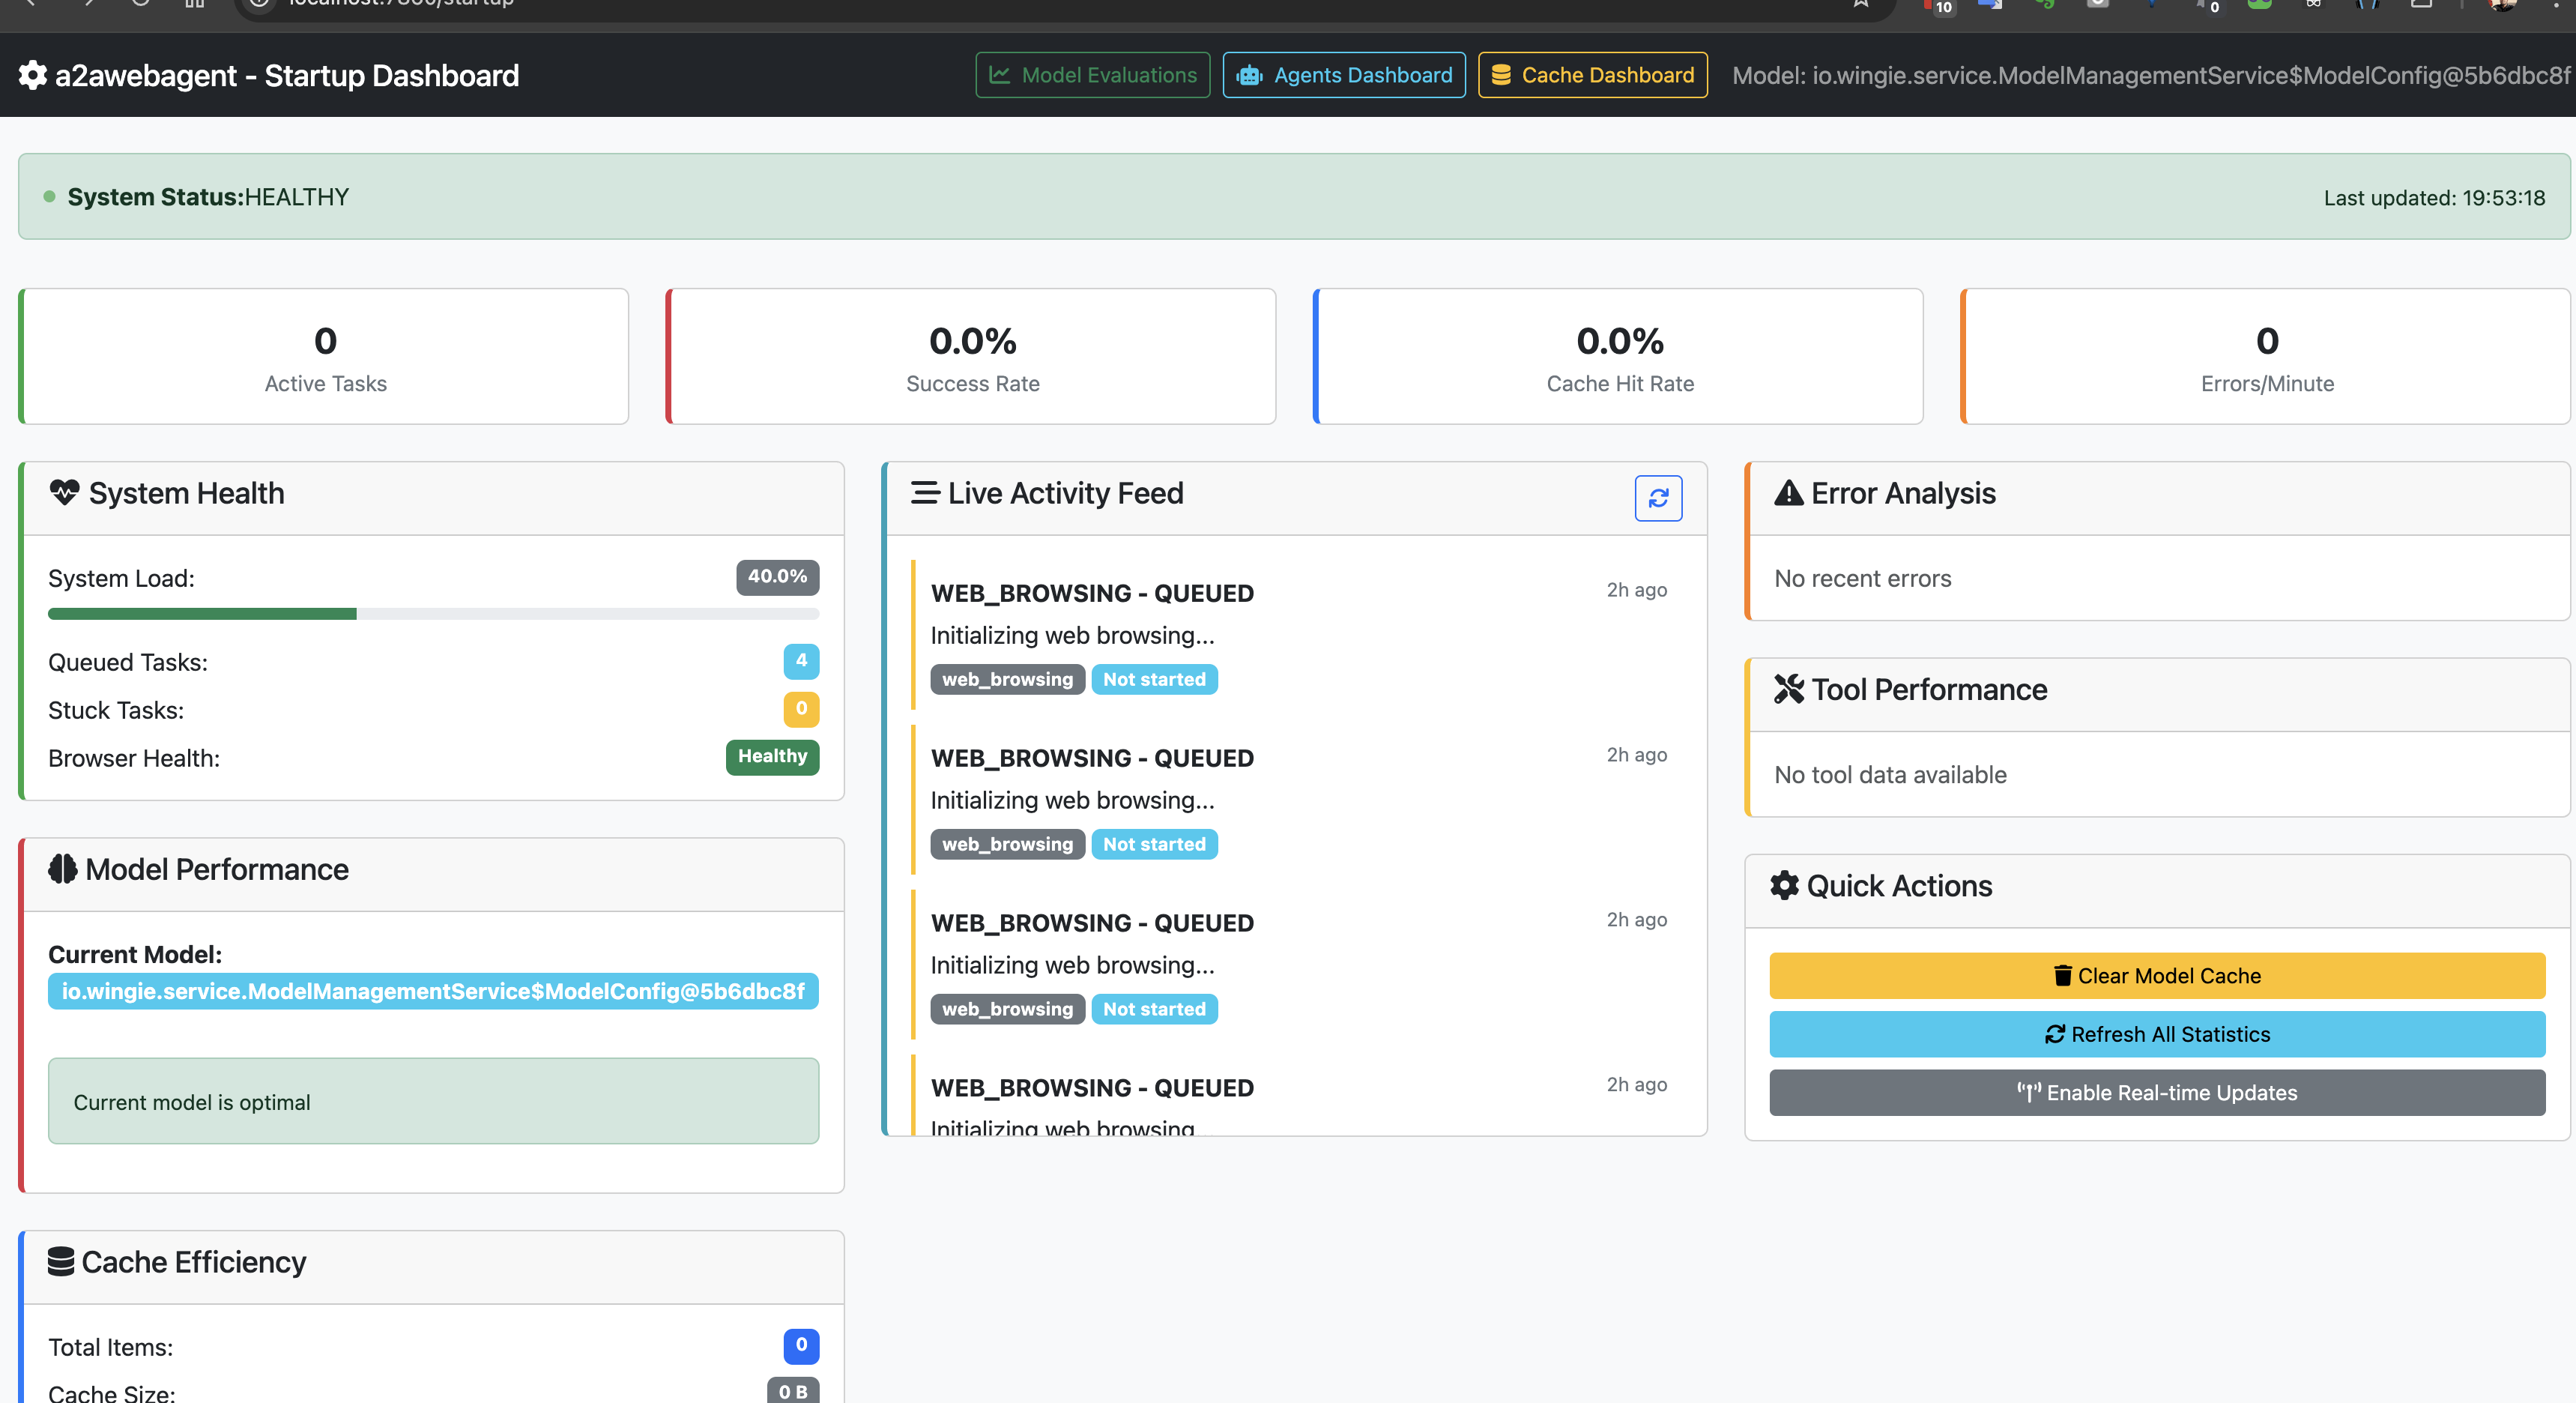 10
0
a2awebagent - Startup Dashboard
Model Evaluations
Agents Dashboard
Cache Dashboard
Model: io.wingie.service.ModelManagementService$ModelConfig@5b6dbc8f
System Status:HEALTHY
Last updated: 19:53:18
0
Active Tasks
0.0%
Success Rate
0.0%
Cache Hit Rate
0
Errors/Minute
System Health
System Load:
40.0%
Queued Tasks:
4
Stuck Tasks:
0
Browser Health:
Healthy
Model Performance
Current Model:
io.wingie.service.ModelManagementService$ModelConfig@5b6dbc8f
Current model is optimal
Cache Efficiency
Total Items:
0
Cache Size:
0 B
Live Activity Feed
WEB_BROWSING - QUEUED
2h ago
Initializing web browsing...
web_browsing
Not started
WEB_BROWSING - QUEUED
2h ago
Initializing web browsing...
web_browsing
Not started
WEB_BROWSING - QUEUED
2h ago
Initializing web browsing...
web_browsing
Not started
WEB_BROWSING - QUEUED
2h ago
Initializing web browsing...
Error Analysis
No recent errors
Tool Performance
No tool data available
Quick Actions
Clear Model Cache
Refresh All Statistics
Enable Real-time Updates